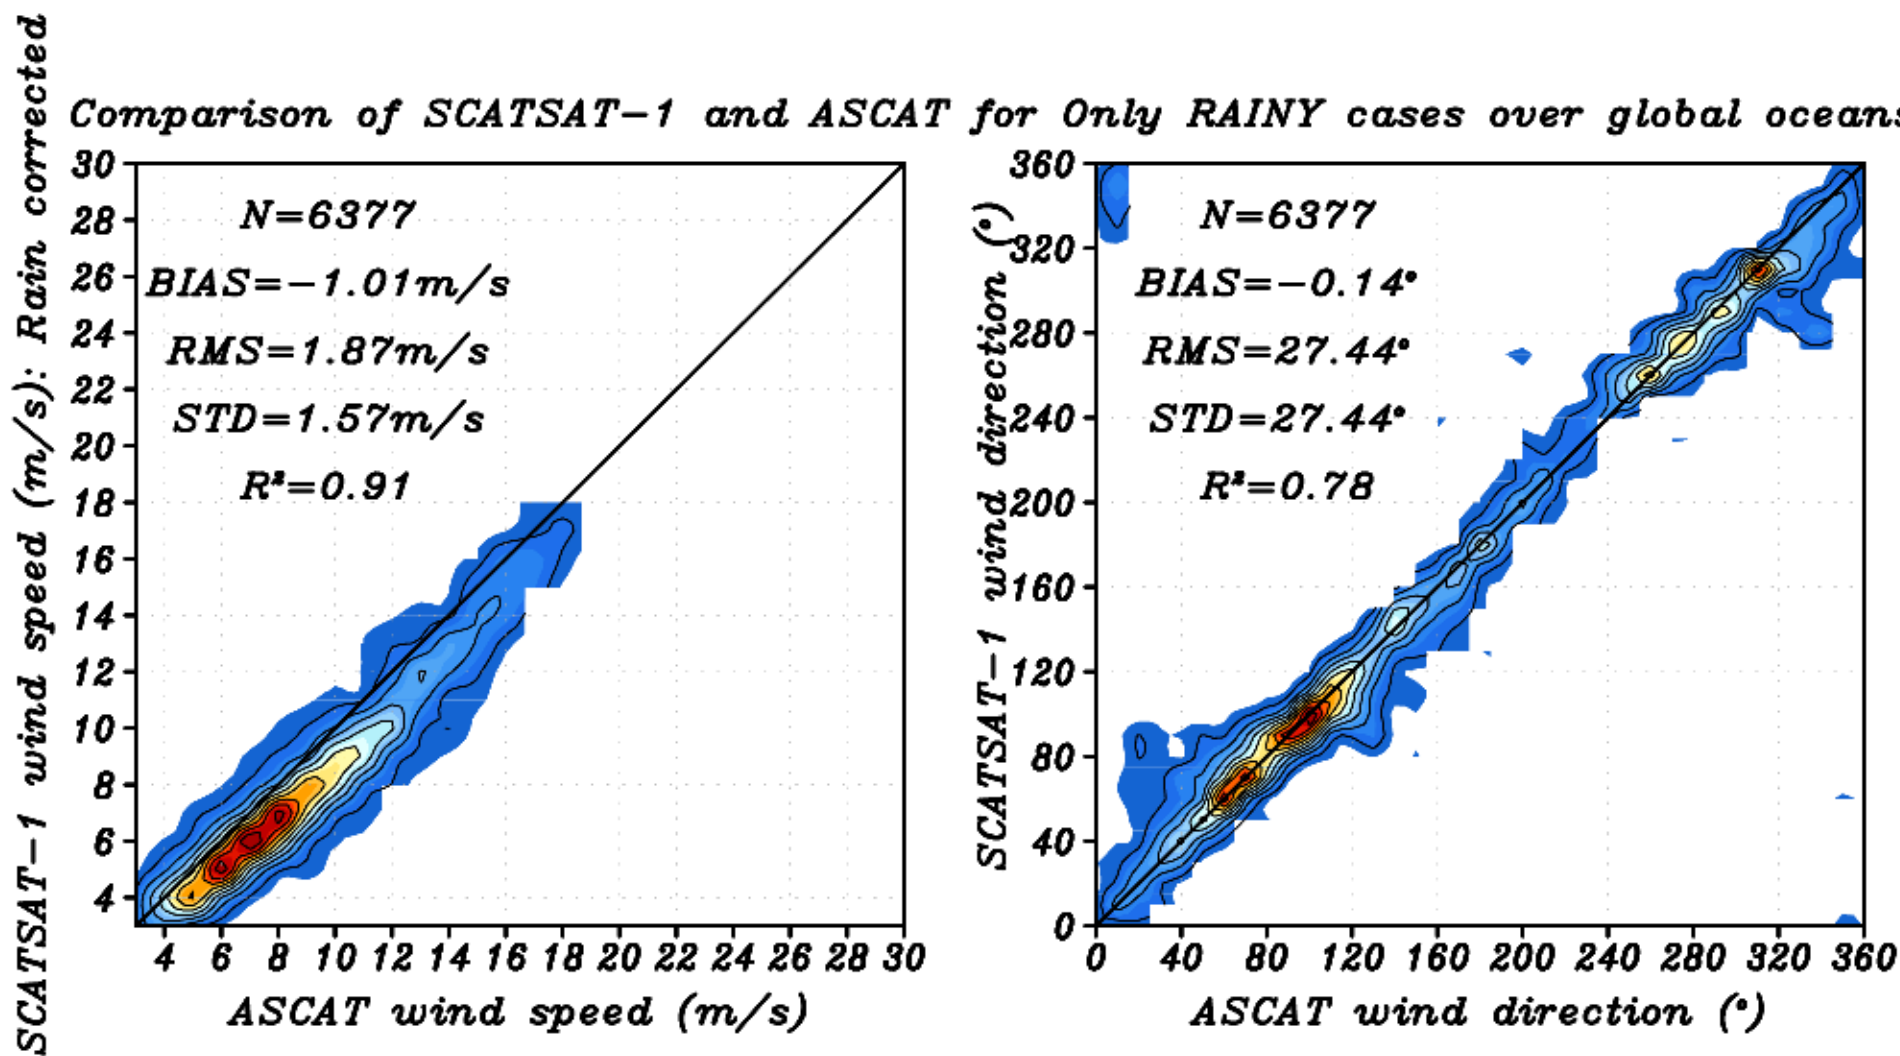 Comparison of SCATSAT-1 and ASCAT for Only RAINY cases over global oceans
SCATSAT-1 wind speed (m/s): Rain corrected
30
28
26
24
22
20
18
16
14
12
10
8
6
4
N=6377
BIAS=-1.01m/s
RMS=1.87m/s
STD=1.57m/s
R²=0.91
4 6 8 10 12 14 16 18 20 22 24 26 28 30
ASCAT wind speed (m/s)
SCATSAT-1 wind direction (°)
360
320
280
240
200
160
120
80
40
0
N=6377
BIAS=-0.14°
RMS=27.44°
STD=27.44°
R²=0.78
0 40 80 120 160 200 240 280 320 360
ASCAT wind direction (°)